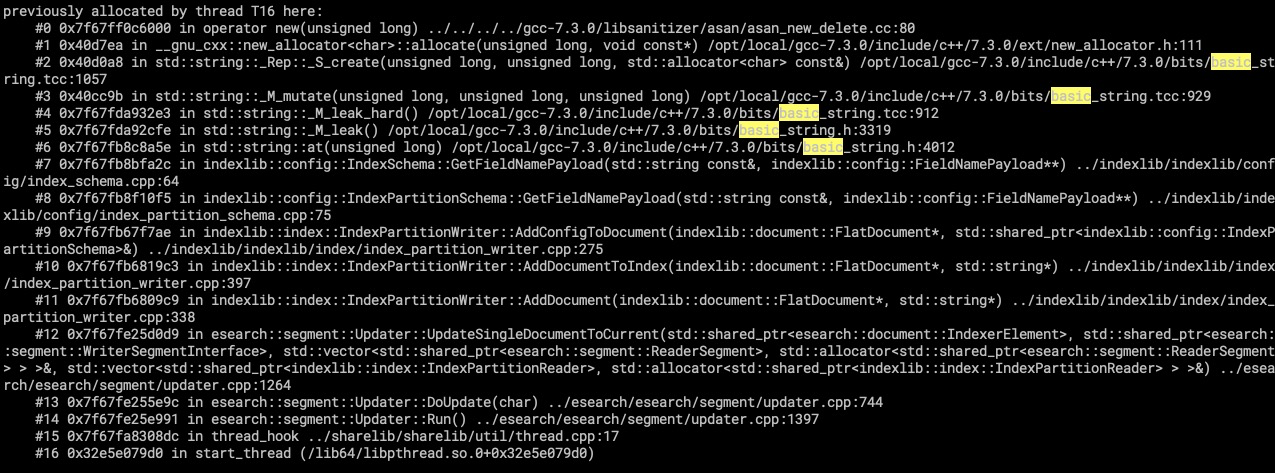 previously allocated by thread T16 here:
#0 0x7f67ff0c6000 in operator new(unsigned long) ../../../../gcc-7.3.0/libsanitizer/asan/asan_new_delete.cc:80
#1 0x40d7ea in __gnu_cxx::new_allocator<char>::allocate(unsigned long, void const*) /opt/local/gcc-7.3.0/include/c++/7.3.0/ext/new_allocator.h:111
#2 0x40d0a8 in std::string::_Rep::_S_create(unsigned long, unsigned long, std::allocator<char> const&) /opt/local/gcc-7.3.0/include/c++/7.3.0/bits/basic_st
ring.tcc:1057
#3 0x40cc9b in std::string::_M_mutate(unsigned long, unsigned long, unsigned long) /opt/local/gcc-7.3.0/include/c++/7.3.0/bits/basic_string.tcc:929
#4 0x7f67fda932e3 in std::string::_M_leak_hard() /opt/local/gcc-7.3.0/include/c++/7.3.0/bits/basic_string.tcc:912
#5 0x7f67fda92cfe in std::string::_M_leak() /opt/local/gcc-7.3.0/include/c++/7.3.0/bits/basic_string.h:3319
#6 0x7f67fb8c8a5e in std::string::at(unsigned long) /opt/local/gcc-7.3.0/include/c++/7.3.0/bits/basic_string.h:4012
#7 0x7f67fb8bfa2c in indexlib::config::IndexSchema::GetFieldNamePayload(std::string const&, indexlib::config::FieldNamePayload**) ../indexlib/indexlib/conf
ig/index_schema.cpp:64
#8 0x7f67fb8f10f5 in indexlib::config::IndexPartitionSchema::GetFieldNamePayload(std::string const&, indexlib::config::FieldNamePayload**) ../indexlib/ind
exlib/config/index_partition_schema.cpp:75
#9 0x7f67fb67f7ae in indexlib::index::IndexPartitionWriter::AddConfigToDocument(indexlib::document::FlatDocument*, std::shared_ptr<indexlib::config::IndexP
artitionSchema>&) ../indexlib/indexlib/index/index_partition_writer.cpp:275
#10 0x7f67fb6819c3 in indexlib::index::IndexPartitionWriter::AddDocumentToIndex(indexlib::document::FlatDocument*, std::string*) ../indexlib/indexlib/index
/index_partition_writer.cpp:397
#11 0x7f67fb6809c9 in indexlib::index::IndexPartitionWriter::AddDocument(indexlib::document::FlatDocument*, std::string*) ../indexlib/indexlib/index/index_
partition_writer.cpp:338
#12 0x7f67fe25d0d9 in esearch::segment::Updater::UpdateSingleDocumentToCurrent(std::shared_ptr<esearch::document::IndexerElement>, std::shared_ptr<esearch:
:segment::WriterSegmentInterface>, std::vector<std::shared_ptr<esearch::segment::ReaderSegment>, std::allocator<std::shared_ptr<esearch::segment::ReaderSegment
> > >&, std::vector<std::shared_ptr<indexlib::index::IndexPartitionReader>, std::allocator<std::shared_ptr<indexlib::index::IndexPartitionReader> > >&) ../esea
rch/esearch/segment/updater.cpp:1264
#13 0x7f67fe255e9c in esearch::segment::Updater::DoUpdate(char) ../esearch/esearch/segment/updater.cpp:744
#14 0x7f67fe25e991 in esearch::segment::Updater::Run() ../esearch/esearch/segment/updater.cpp:1397
#15 0x7f67fa8308dc in thread_hook ../sharelib/sharelib/util/thread.cpp:17
#16 0x32e5e079d0 in start_thread (/lib64/libpthread.so.0+0x32e5e079d0)